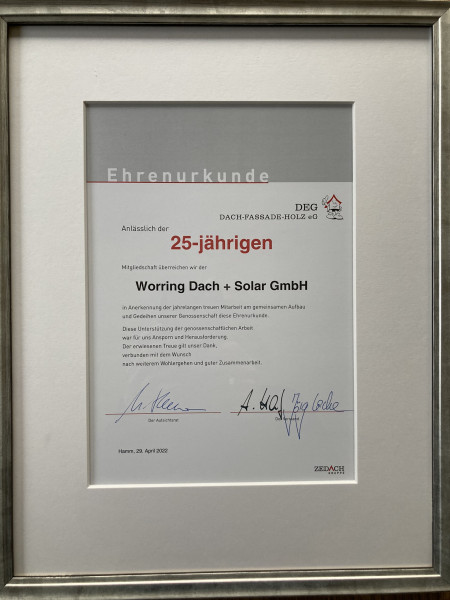 Ehrenurkunde
DEG
DACH-FASSADE-HOLZ eG
Anlässlich der
25-jährigen
Mitgliedschaft überreichen wir der
Worring Dach + Solar GmbH
in Anerkennung der jahrelangen treuen Mitarbeit am gemeinsamen Aufbau
und Gedeihen unserer Genossenschaft diese Ehrenurkunde.
Diese Unterstützung der genossenschaftlichen Arbeit
war für uns Ansporn und Herausforderung.
Der erwiesenen Treue gilt unser Dank,
verbunden mit dem Wunsch
nach weiterem Wohlergehen und guter Zusammenarbeit.
Der Aufsichtsrat
Hamm, 29. April 2022
ZEDACH
GRUPPE